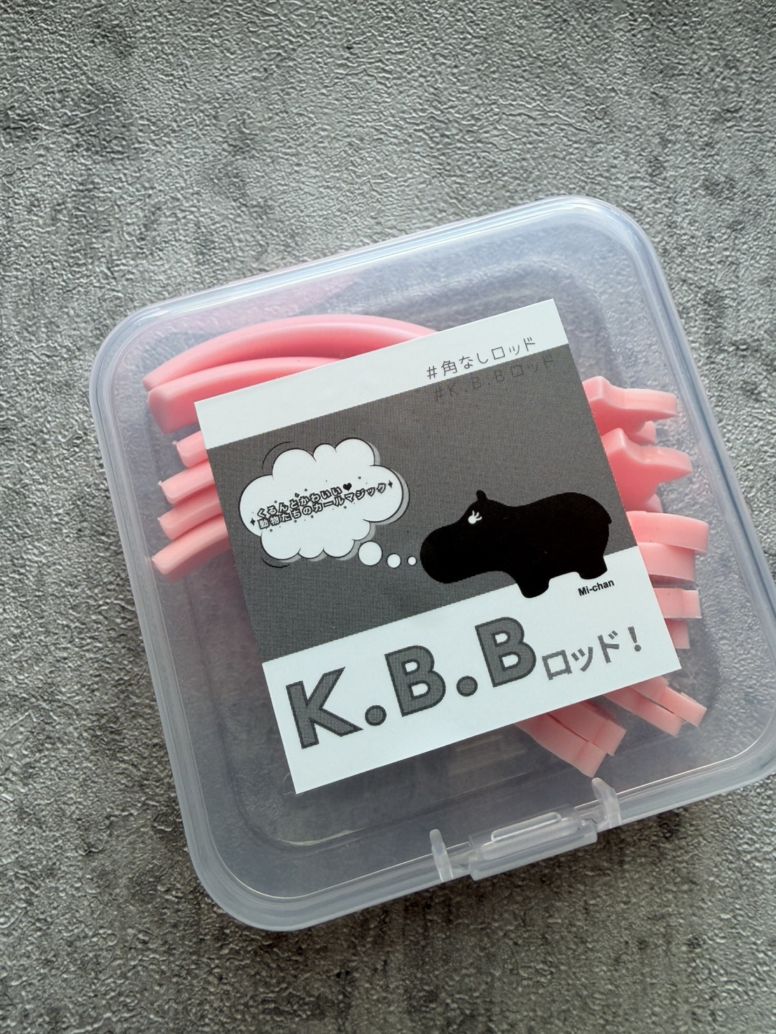 #角なしロッド
#K.B.Bロッド
くるんとかわいい♥
動物たちのカールマジック
Mi-chan
K.B.Bロッド！